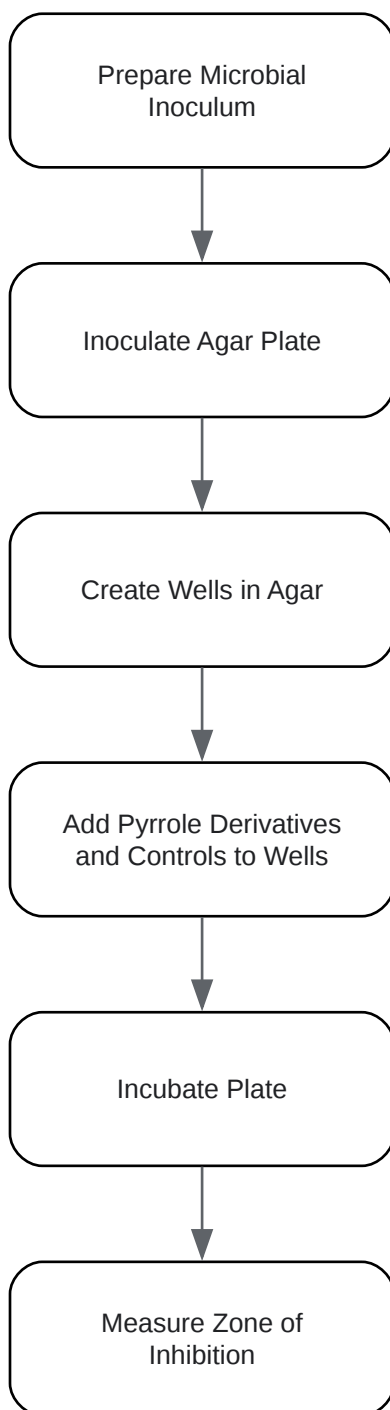 Prepare Microbial
Inoculum
Inoculate Agar Plate
Create Wells in Agar
Add Pyrrole Derivatives
and Controls to Wells
Incubate Plate
Measure Zone of
Inhibition